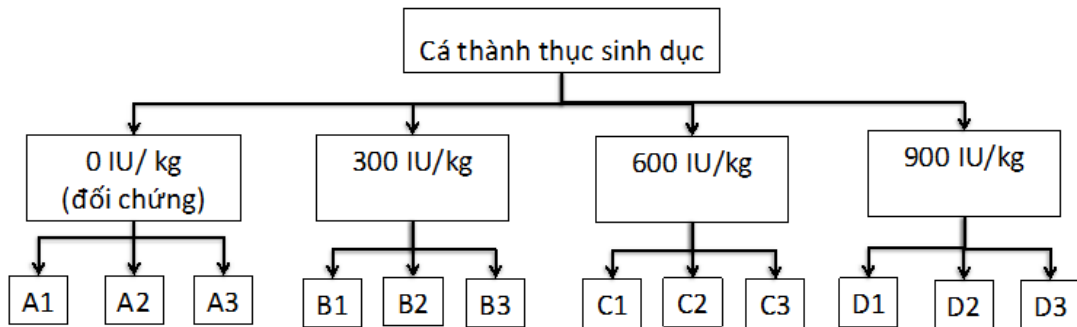 Cá thành thục sinh dục
0 IU/ kg
(đối chứng)
300 IU/kg
600 IU/kg
900 IU/kg
A1
A2
A3
B1
B2
B3
C1
C2
C3
D1
D2
D3